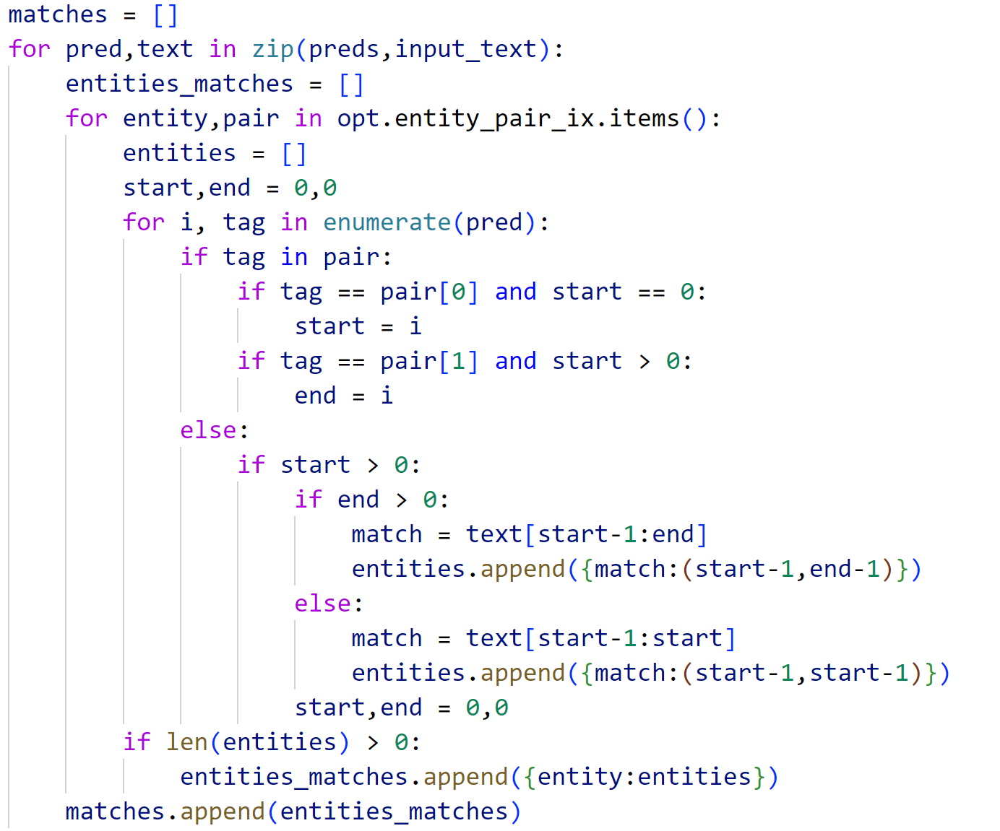 matches = []
for pred,text in zip(preds,input_text):
    entities_matches = []
    for entity,pair in opt.entity_pair_ix.items():
        entities = []
        start,end = 0,0
        for i, tag in enumerate(pred):
            if tag in pair:
                if tag == pair[0] and start == 0:
                    start = i
                if tag == pair[1] and start > 0:
                    end = i
            else:
                if start > 0:
                    if end > 0:
                        match = text[start-1:end]
                        entities.append({match:(start-1,end-1)})
                    else:
                        match = text[start-1:start]
                        entities.append({match:(start-1,start-1)})
                    start,end = 0,0
        if len(entities) > 0:
            entities_matches.append({entity:entities})
    matches.append(entities_matches)